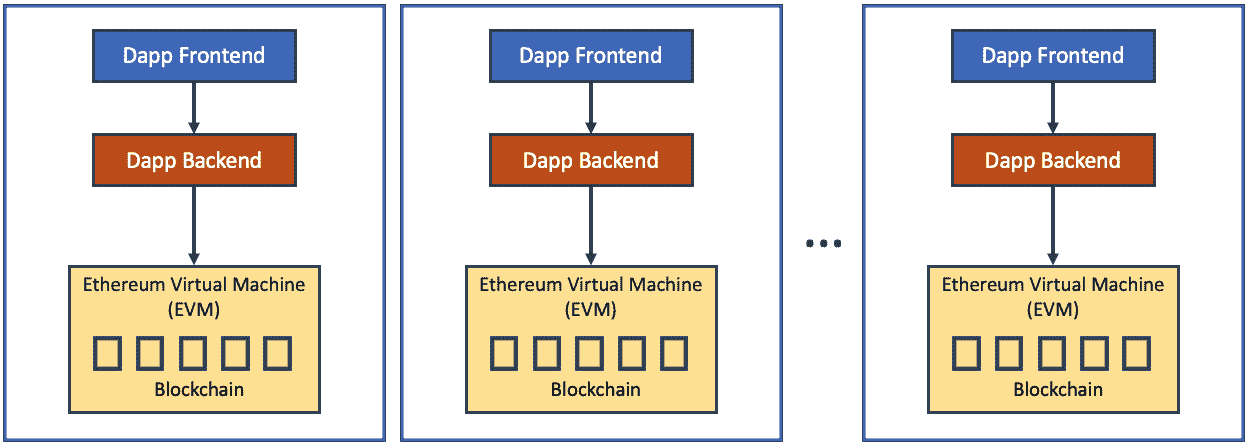 Dapp Frontend
Dapp Backend
Ethereum Virtual Machine
(EVM)
Blockchain
Dapp Frontend
Dapp Backend
Ethereum Virtual Machine
(EVM)
Blockchain
...
Dapp Frontend
Dapp Backend
Ethereum Virtual Machine
(EVM)
Blockchain